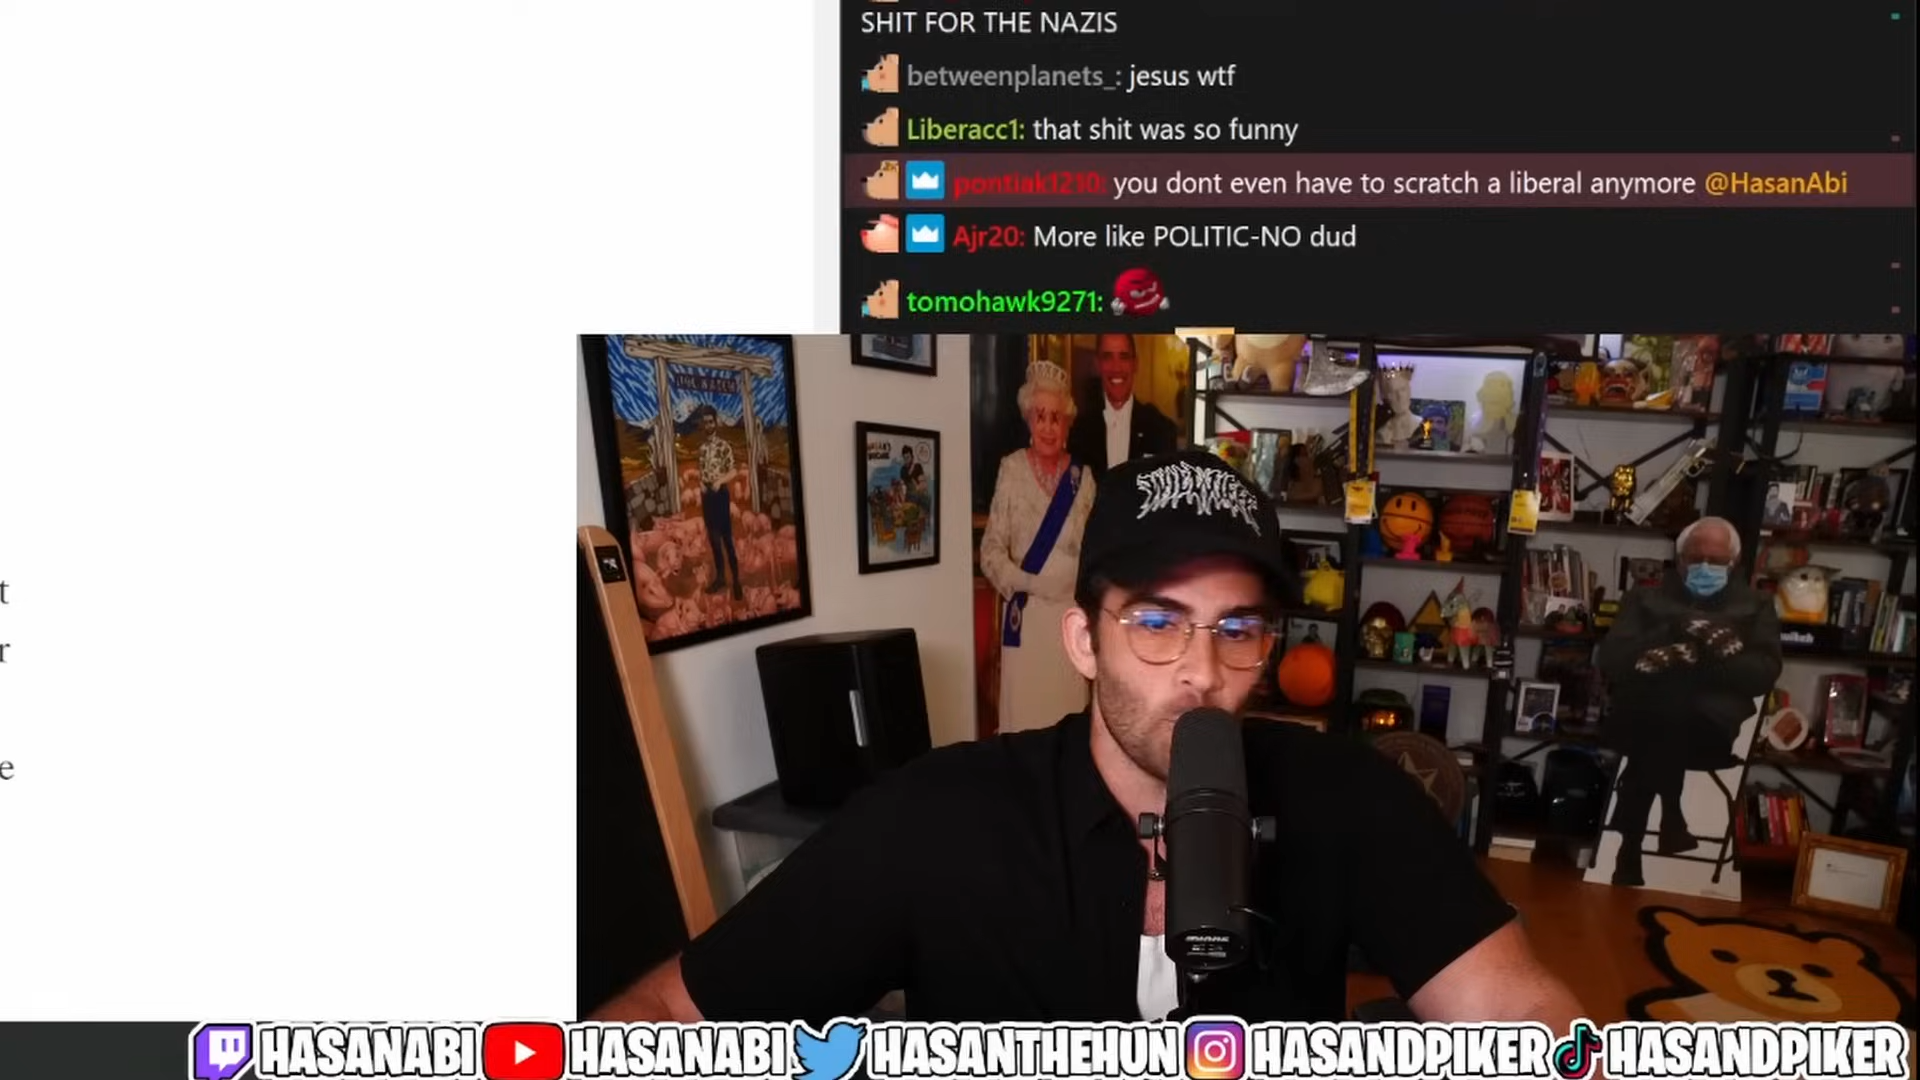 SHIT FOR THE NAZIS
betweenplanets_: jesus wtf
Liberacc1: that shit was so funny
pontiak1210: you dont even have to scratch a liberal anymore @HasanAbi
Ajr20: More like POLITIC-NO dud
tomohawk9271:
t
r
e
HASANABI HASANABI HASANTHEHUN HASANDPIKER HASANDPIKER